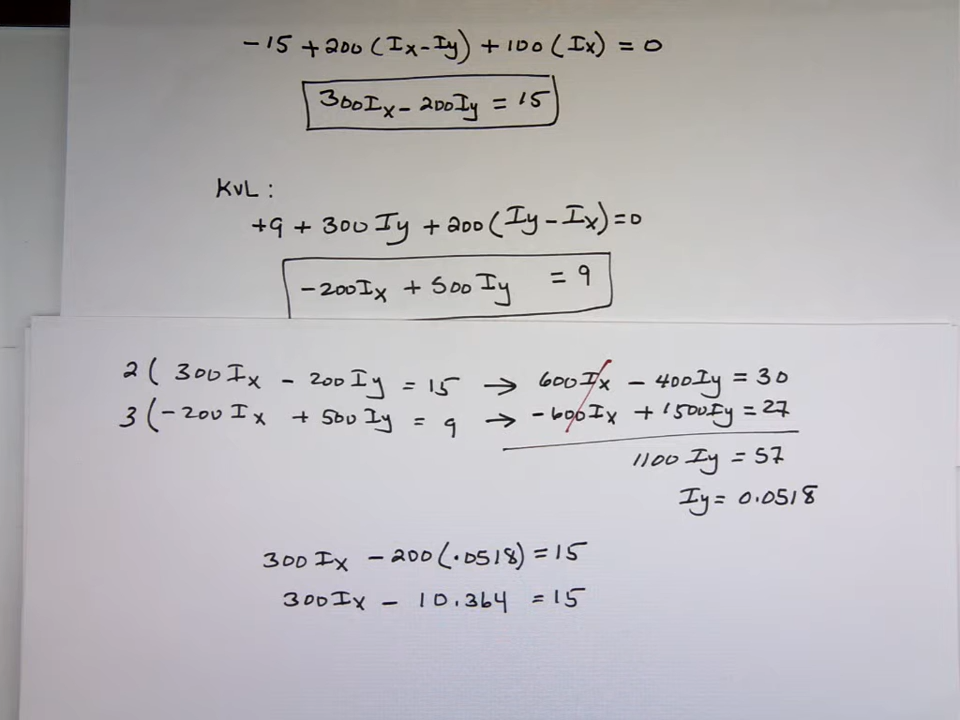 -15 + 200 (Ix - Iy) + 100 (Ix) = 0
300Ix - 200Iy = 15
KVL:
+9 + 300 Iy + 200 (Iy - Ix) = 0
-200Ix + 500 Iy = 9
2 ( 300 Ix - 200 Iy = 15 → 600Ix - 400Iy = 30
3 (-200 Ix + 500 Iy = 9 → -600Ix + 1500Iy = 27
1100 Iy = 57
Iy = 0.0518
300 Ix - 200 (.0518) = 15
300Ix - 10.364 = 15